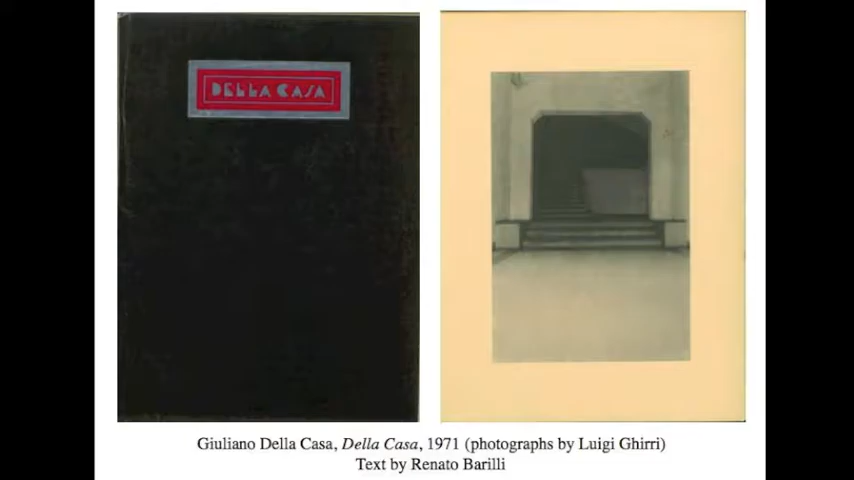 DELLA CASA
Giuliano Della Casa, Della Casa, 1971 (photographs by Luigi Ghirri)
Text by Renato Barilli